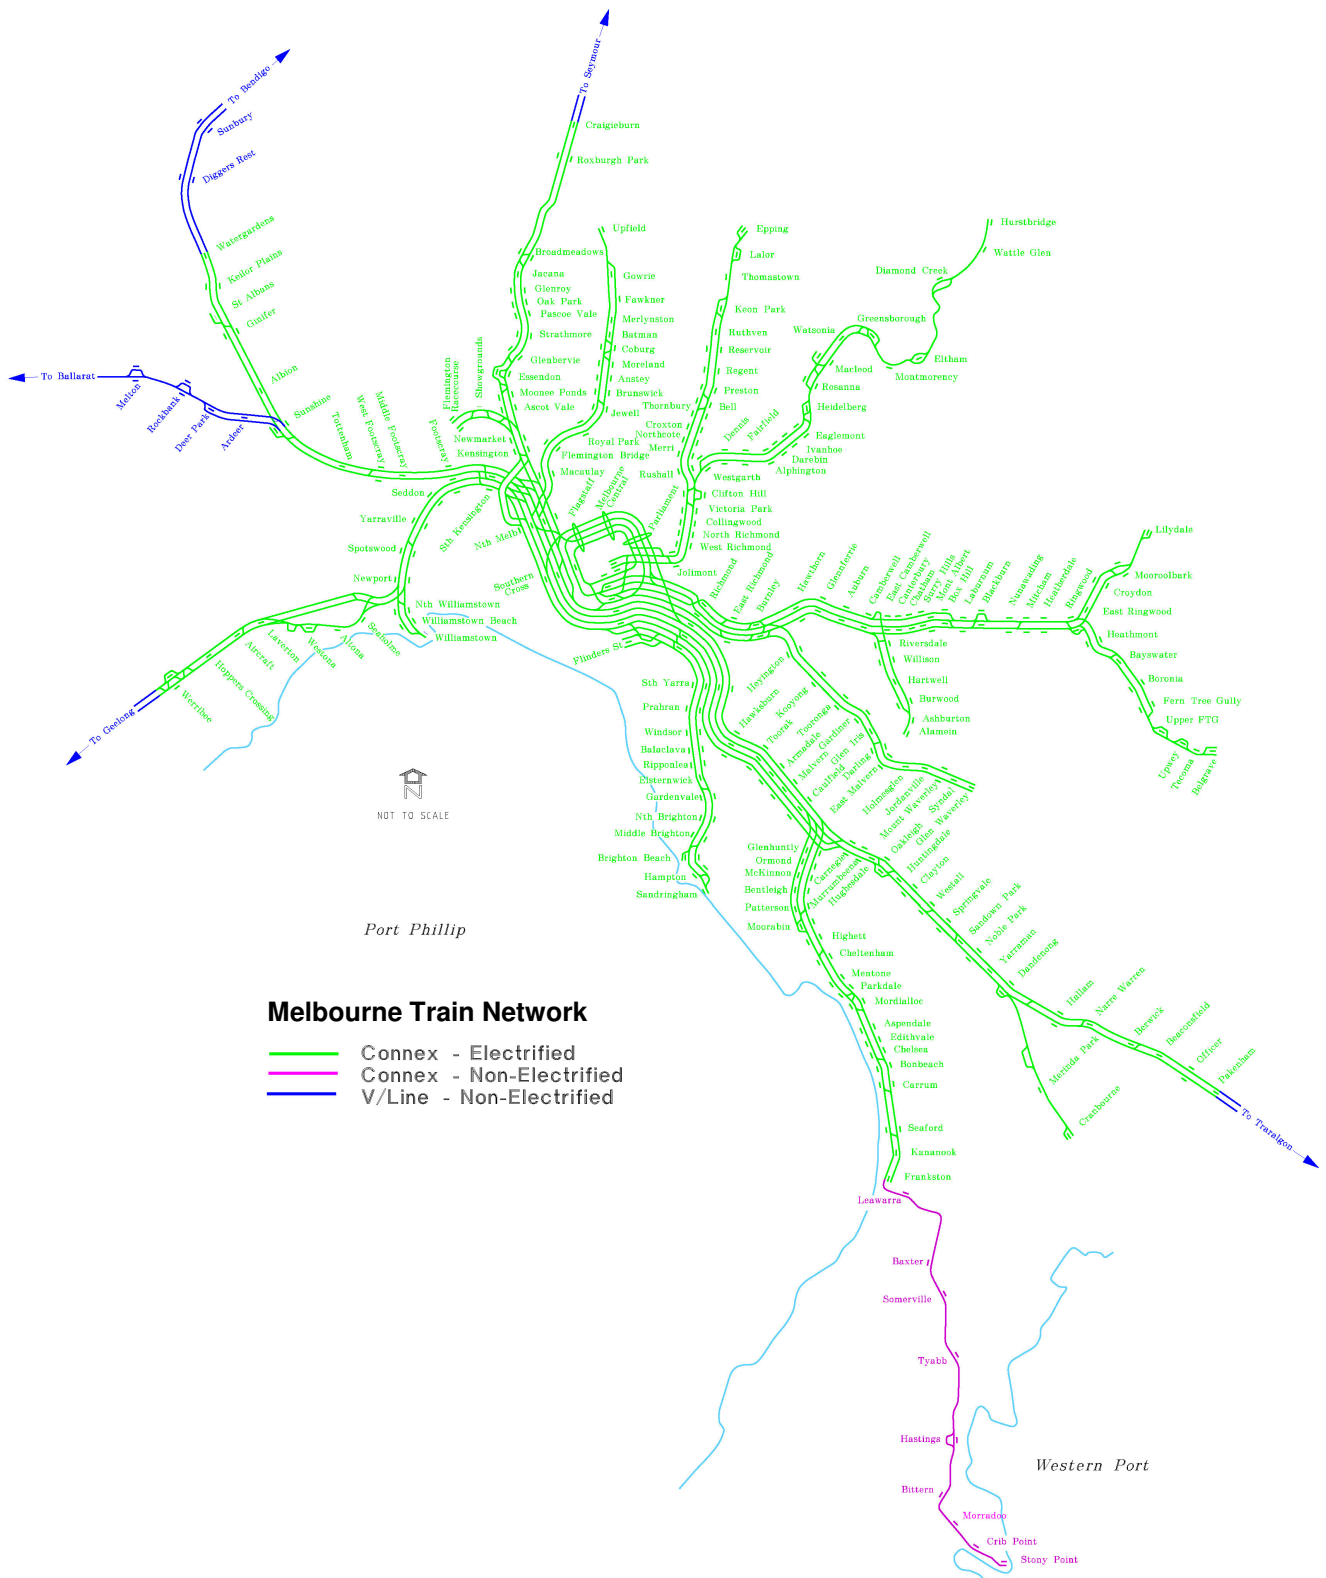 To Seymour
To Bendigo
Sunbury
Diggers Rest
Watergardens
Keilor Plains
St Albans
Ginifer
Albion
Sunshine
To Ballarat
Melton
Rockbank
Deer Park
Ardeer
Tottenham
West Footscray
Middle Footscray
Footscray
Craigieburn
Roxburgh Park
Broadmeadows
Jacana
Glenroy
Oak Park
Pascoe Vale
Strathmore
Glenbervie
Essendon
Moonee Ponds
Ascot Vale
Flemington
Racecourse
Showgrounds
Newmarket
Kensington
Upfield
Gowrie
Fawkner
Merlynston
Batman
Coburg
Moreland
Anstey
Brunswick
Jewell
Royal Park
Flemington Bridge
Macaulay
Epping
Lalor
Thomastown
Keon Park
Ruthven
Reservoir
Regent
Preston
Bell
Thornbury
Croxton
Northcote
Merri
Rushall
Hurstbridge
Wattle Glen
Diamond Creek
Eltham
Montmorency
Greensborough
Watsonia
Macleod
Rosanna
Heidelberg
Eaglemont
Ivanhoe
Darebin
Alphington
Fairfield
Dennis
Westgarth
Clifton Hill
Victoria Park
Collingwood
North Richmond
West Richmond
Jolimont
Flagstaff
Melbourne
Central
Parliament
Sth Kensington
Nth Melb
Southern
Cross
Flinders St
Seddon
Yarraville
Spotswood
Newport
Nth Williamstown
Williamstown Beach
Williamstown
Seaholme
Altona
Westona
Laverton
Aircraft
Hoppers Crossing
Werribee
To Geelong
Richmond
East Richmond
Burnley
Hawthorn
Glenferrie
Auburn
Camberwell
East Camberwell
Canterbury
Chatham
Surry Hills
Mont Albert
Box Hill
Laburnum
Blackburn
Nunawading
Mitcham
Heatherdale
Ringwood
Lilydale
Mooroolbark
Croydon
East Ringwood
Heathmont
Bayswater
Boronia
Fern Tree Gully
Upper FTG
Upwey
Tecoma
Belgrave
Riversdale
Willison
Hartwell
Burwood
Ashburton
Alamein
Heyington
Kooyong
Tooronga
Gardiner
Glen Iris
Darling
East Malvern
Holmesglen
Jordanville
Mount Waverley
Syndal
Glen Waverley
Sth Yarra
Prahran
Windsor
Balaclava
Ripponlea
Elsternwick
Gardenvale
Nth Brighton
Middle Brighton
Brighton Beach
Hampton
Sandringham
Hawksburn
Toorak
Armadale
Malvern
Caulfield
Glenhantly
Ormond
McKinnon
Bentleigh
Patterson
Moorabin
Highett
Cheltenham
Mentone
Parkdale
Mordialloc
Aspendale
Edithvale
Chelsea
Bonbeach
Carrum
Seaford
Kananook
Frankston
Carnegie
Murrumbeena
Hughesdale
Oakleigh
Huntingdale
Clayton
Westall
Springvale
Sandown Park
Noble Park
Yarraman
Dandenong
Hallam
Narre Warren
Berwick
Beaconsfield
Officer
Pakenham
To Traralgon
Merinda Park
Cranbourne
Leawarra
Baxter
Somerville
Tyabb
Hastings
Bittern
Morradoo
Crib Point
Stony Point
N
NOT TO SCALE
Port Phillip
Western Port
Melbourne Train Network
Connex - Electrified
Connex - Non-Electrified
V/Line - Non-Electrified